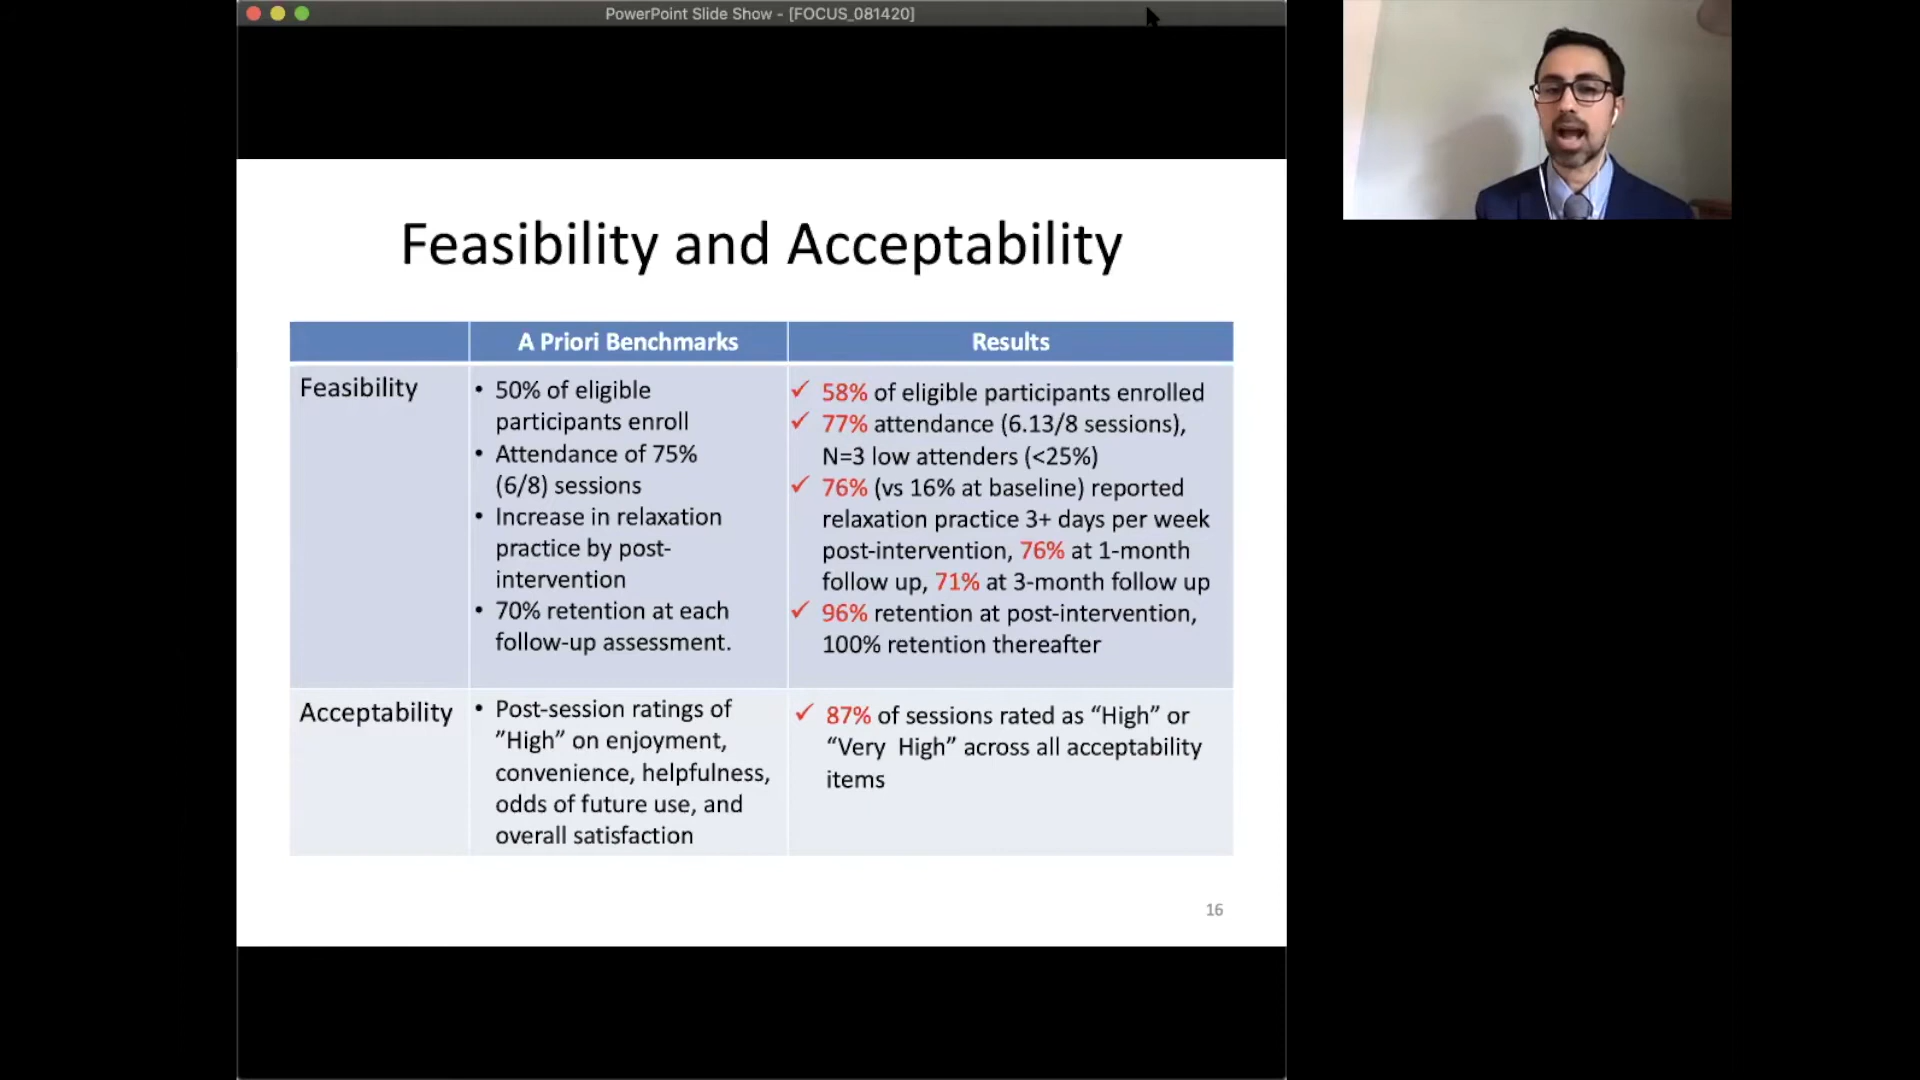 PowerPoint Slide Show - [FOCUS_081420]
Feasibility and Acceptability
A Priori Benchmarks
Results
Feasibility
• 50% of eligible
participants enroll
• Attendance of 75%
(6/8) sessions
• Increase in relaxation
practice by post-
intervention
• 70% retention at each
follow-up assessment.
✓ 58% of eligible participants enrolled
✓ 77% attendance (6.13/8 sessions),
N=3 low attenders (<25%)
✓ 76% (vs 16% at baseline) reported
relaxation practice 3+ days per week
post-intervention, 76% at 1-month
follow up, 71% at 3-month follow up
✓ 96% retention at post-intervention,
100% retention thereafter
Acceptability
• Post-session ratings of
”High” on enjoyment,
convenience, helpfulness,
odds of future use, and
overall satisfaction
✓ 87% of sessions rated as “High” or
“Very  High” across all acceptability
items
16